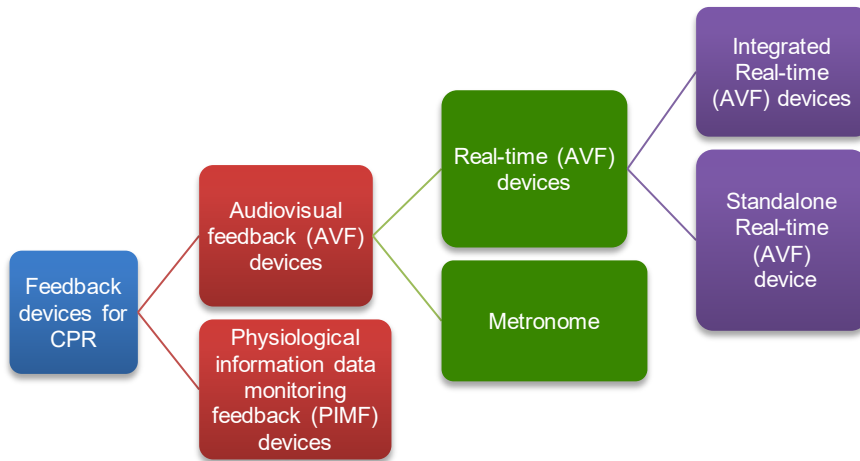 Feedback
devices for
CPR
Audiovisual
feedback (AVF)
devices
Physiological
information data
monitoring
feedback (PIMF)
devices
Real-time (AVF)
devices
Metronome
Integrated
Real-time
(AVF) devices
Standalone
Real-time
(AVF)
device